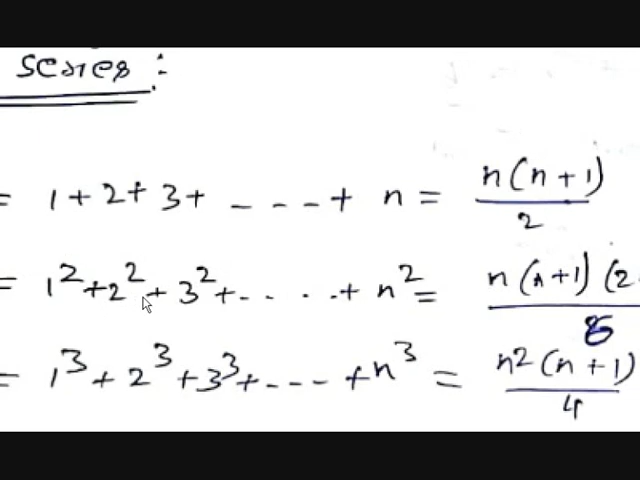 series :
= 1 + 2 + 3 + - - - + n = n(n+1)/2
= 1² + 2² + 3² + - . . . + n² = n(n+1)(2
= 1³ + 2³ + 3³ + - - - + n³ = n²(n+1)/4